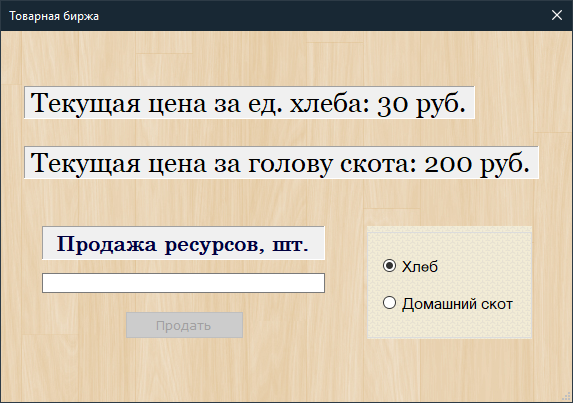 Товарная биржа
Текущая цена за ед. хлеба: 30 руб.
Текущая цена за голову скота: 200 руб.
Продажа ресурсов, шт.
Хлеб
Домашний скот
Продать